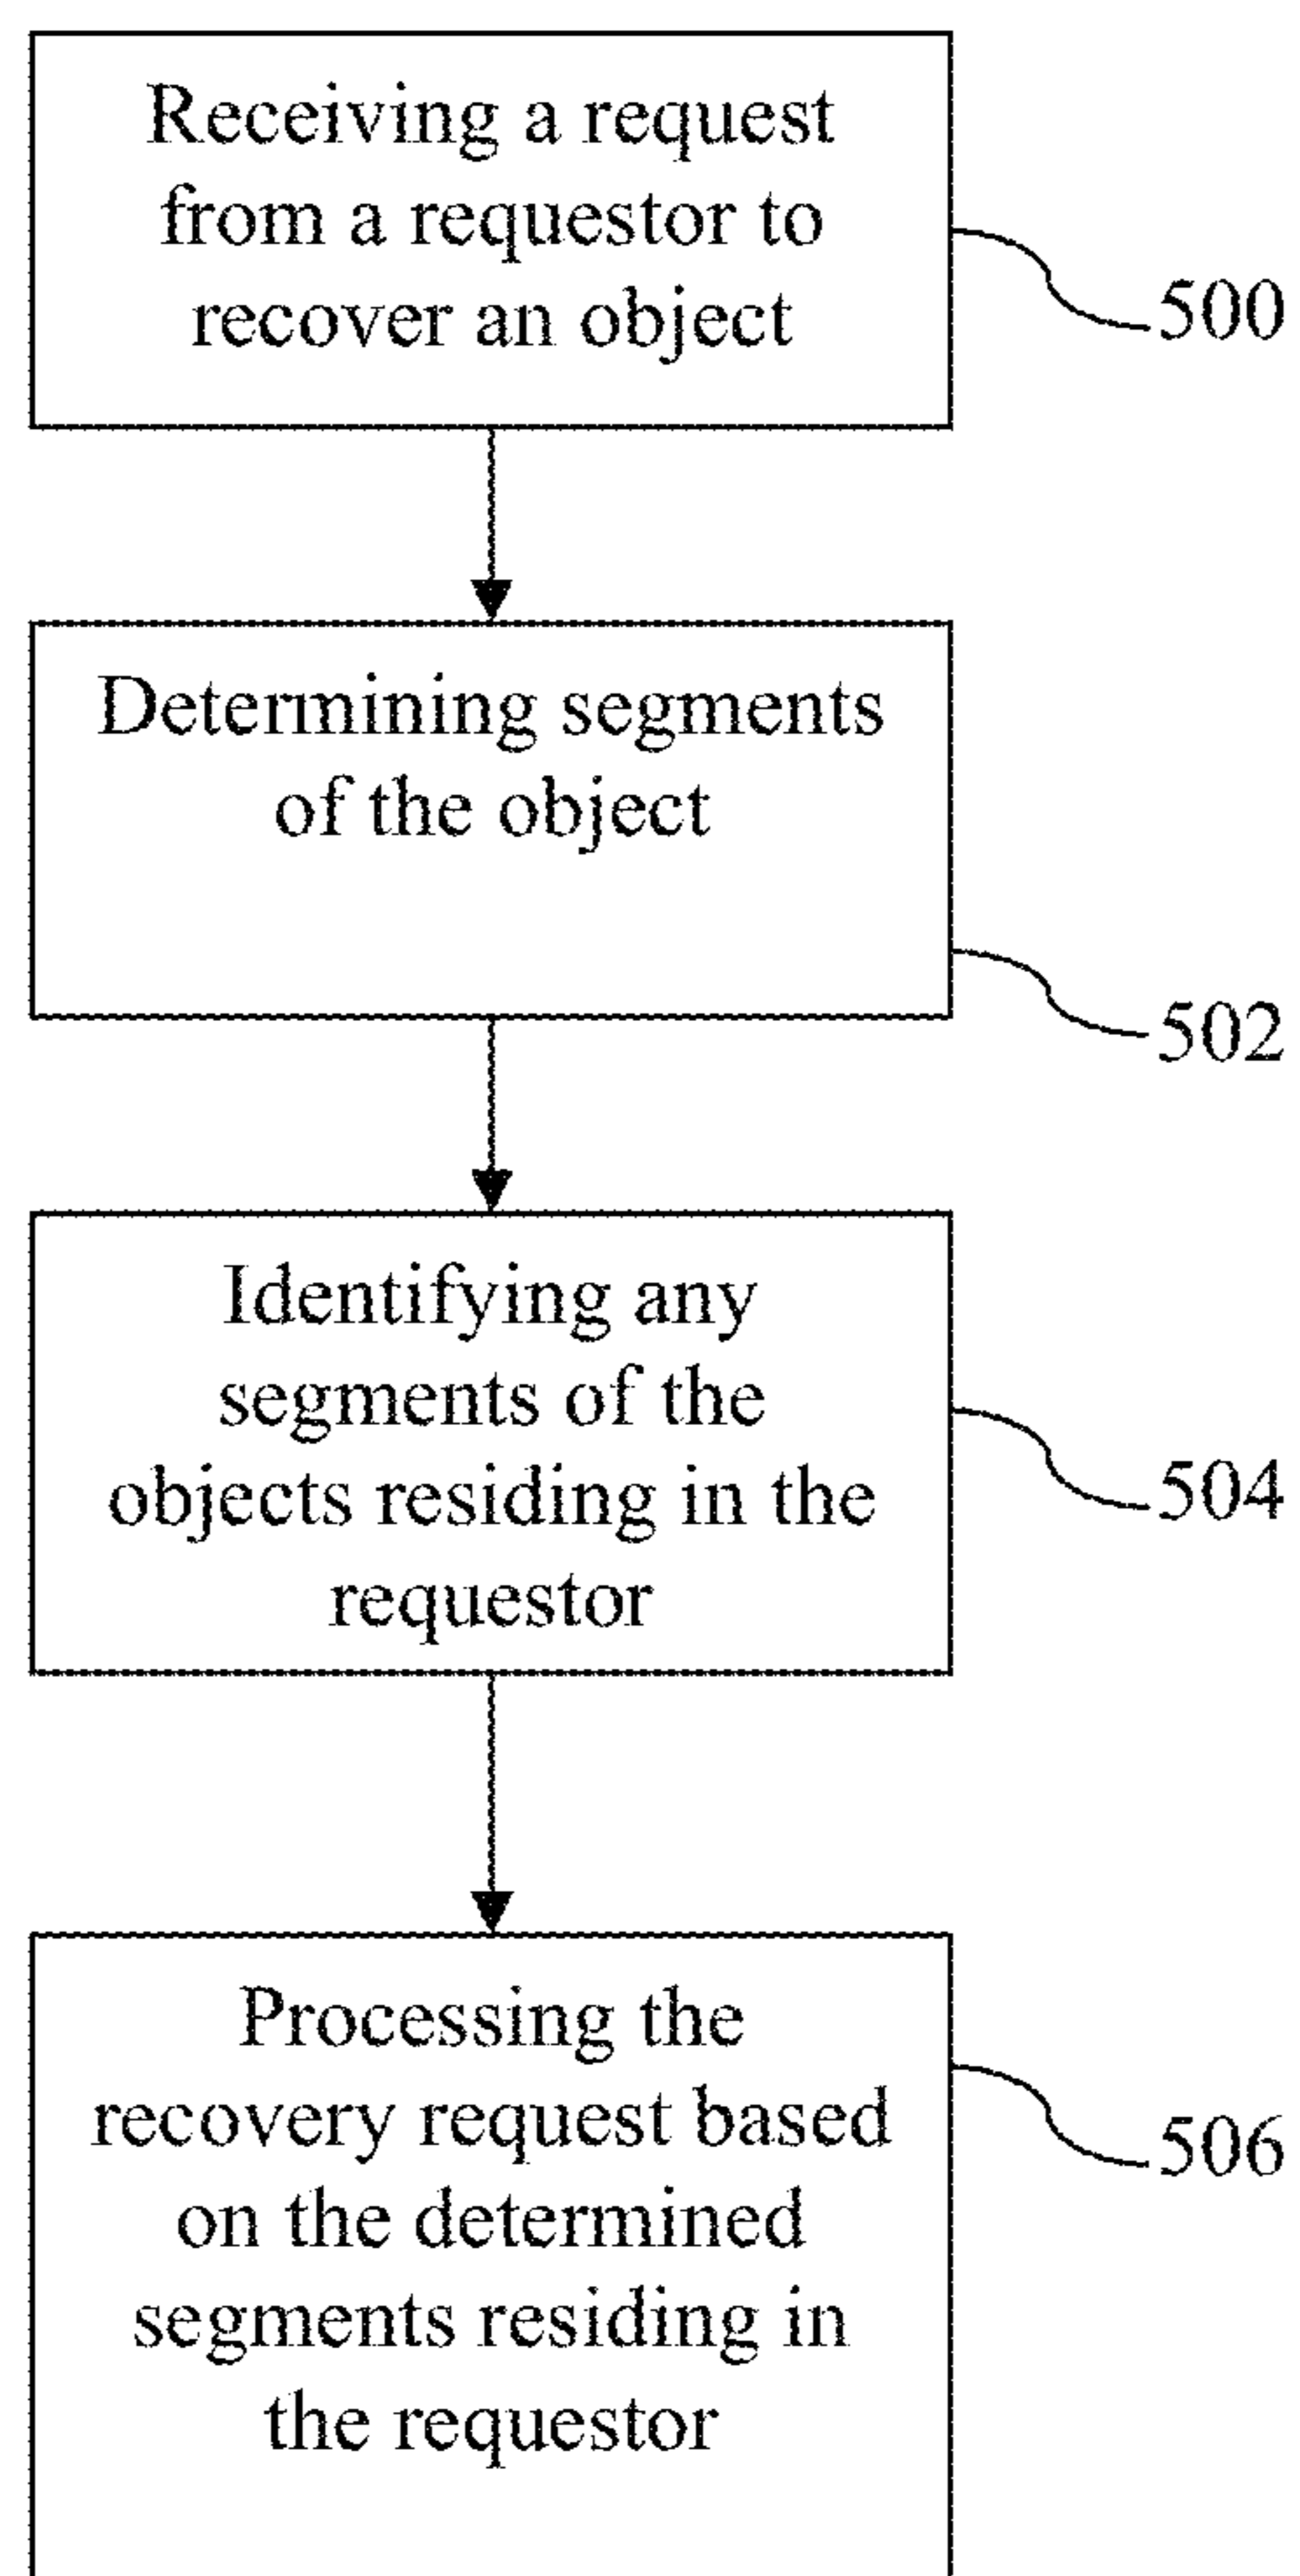 Receiving a request
from a requestor to
recover an object
500
Determining segments
of the object
502
Identifying any
segments of the
objects residing in the
requestor
504
Processing the
recovery request based
on the determined
segments residing in
the requestor
506